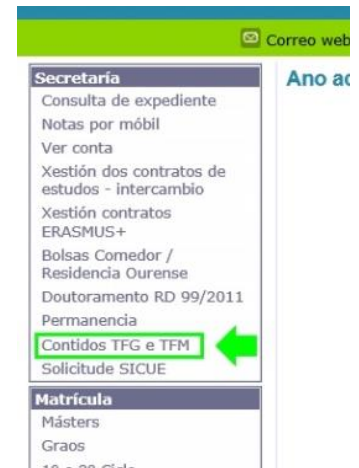 Correo web
Secretaría
Ano
Consulta de expediente
Notas por móbil
Ver conta
Xestión dos contratos de
estudos - intercambio
Xestión contratos
ERASMUS+
Bolsas Comedor /
Residencia Ourense
Doutoramento RD 99/2011
Permanencia
Contidos TFG e TFM
Solicitude SICUE
Matrícula
Másters
Graos